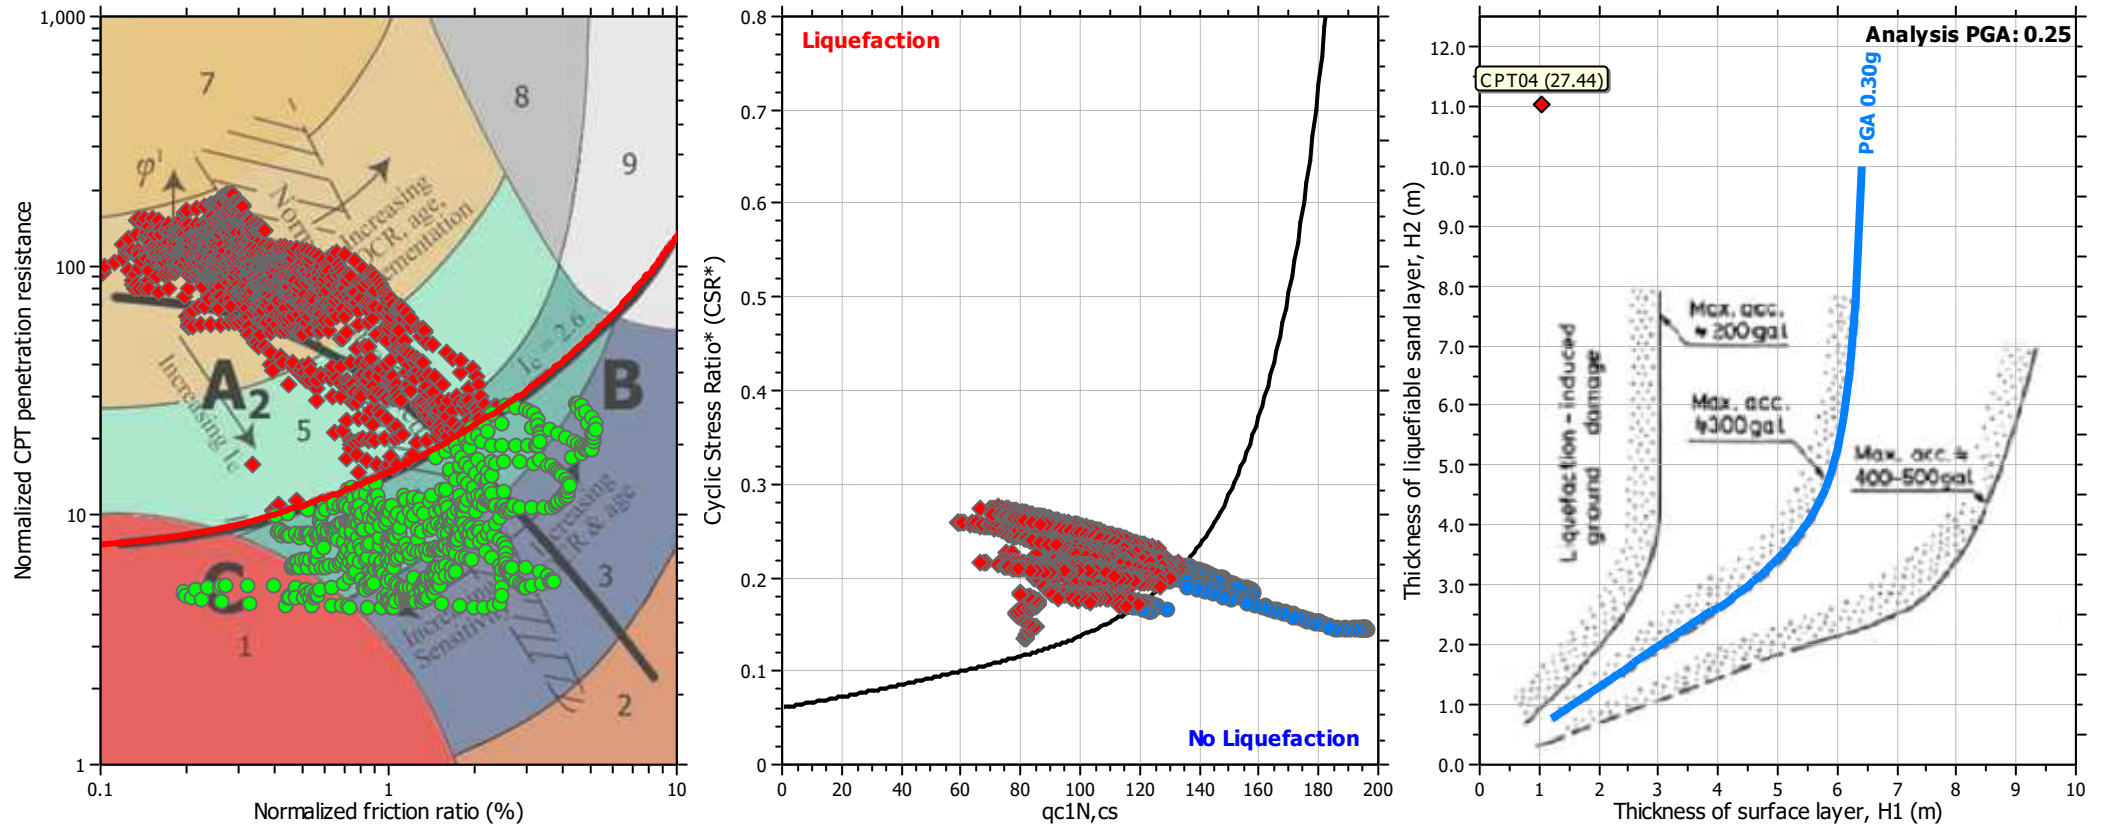 1,000
100
10
1
Normalized CPT penetration resistance
0.1
1
10
Normalized friction ratio (%)
7
8
9
φ'
Increasing
OCR, age,
cementation
Increasing Ic
A2
5
Ic = 2.6
B
C
1
Increasing
Sensitivity
Increasing
3
2
0.8
0.7
0.6
0.5
0.4
0.3
0.2
0.1
0
Cyclic Stress Ratio* (CSR*)
Liquefaction
No Liquefaction
0
20
40
60
80
100
120
140
160
180
200
qc1N,cs
12.0
11.0
10.0
9.0
8.0
7.0
6.0
5.0
4.0
3.0
2.0
1.0
0.0
Thickness of liquefiable sand layer, H2 (m)
Analysis PGA: 0.25
CPT04 (27.44)
PGA 0.30g
Liquefaction-induced
ground damage
Max. acc.
≒ 200gal
Max. acc.
≒300gal
Max. acc. ≒
400-500gal
0
1
2
3
4
5
6
7
8
9
10
Thickness of surface layer, H1 (m)